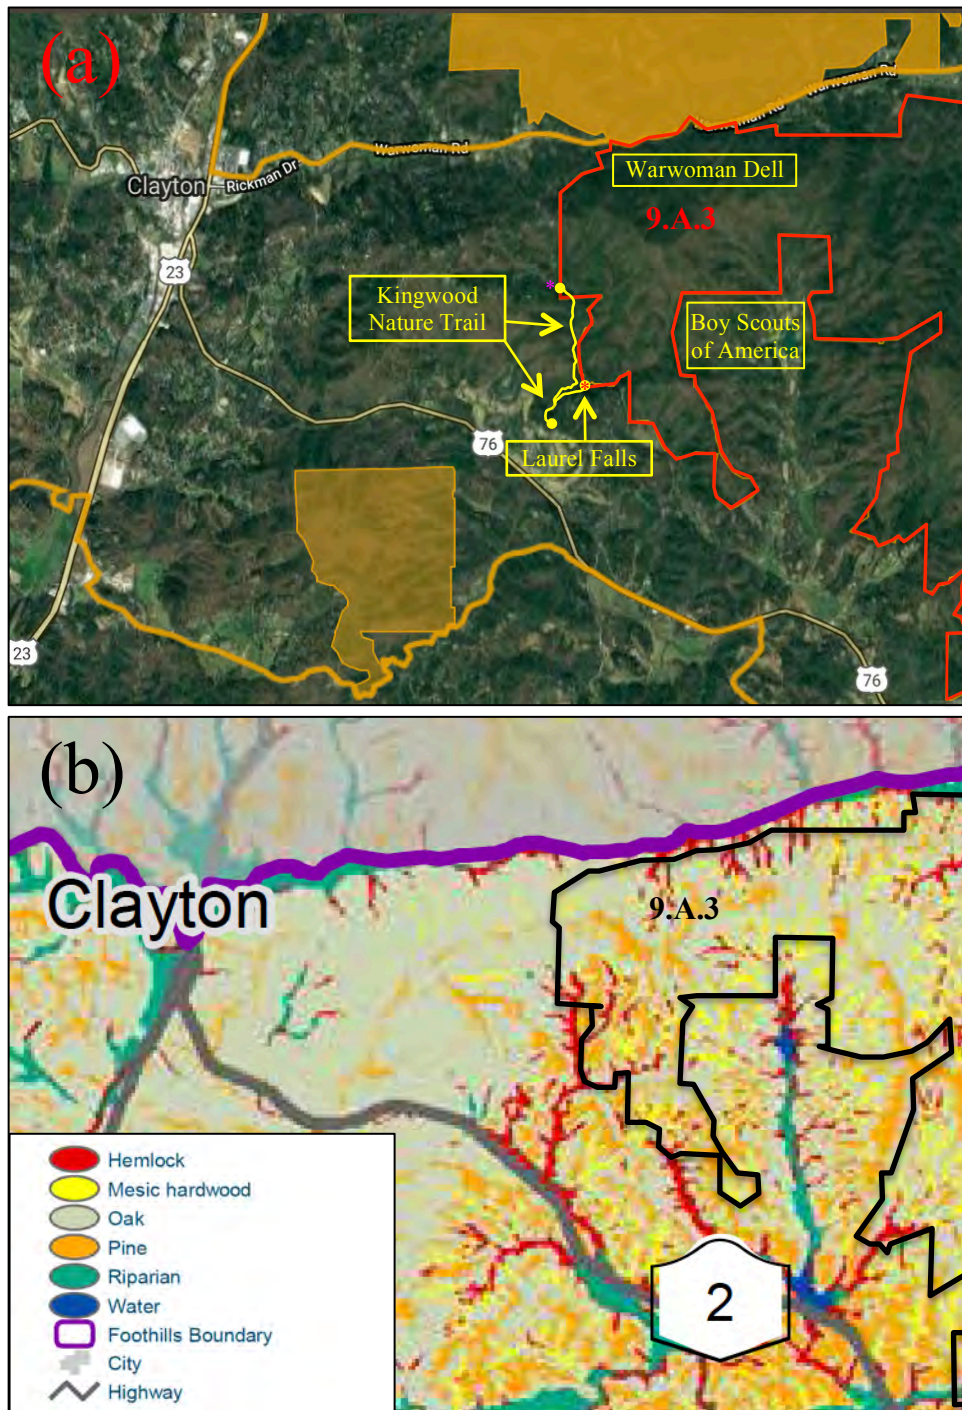 (a)
Warwoman Rd
Warwoman Rd
Warwoman Rd
Clayton
Rickman Dr
Warwoman Dell
9.A.3
23
Kingwood
Nature Trail
*
Boy Scouts
of America
*
76
Laurel Falls
23
76
(b)
Clayton
9.A.3
2
Hemlock
Mesic hardwood
Oak
Pine
Riparian
Water
Foothills Boundary
City
Highway